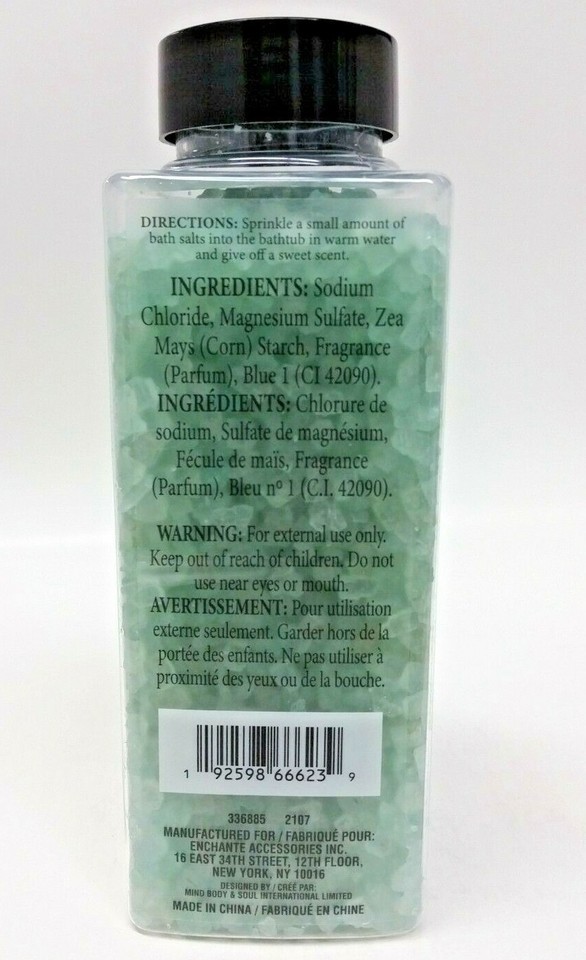 DIRECTIONS: Sprinkle a small amount of
bath salts into the bathtub in warm water
and give off a sweet scent.
INGREDIENTS: Sodium
Chloride, Magnesium Sulfate, Zea
Mays (Corn) Starch, Fragrance
(Parfum), Blue 1 (CI 42090).
INGRÉDIENTS: Chlorure de
sodium, Sulfate de magnésium,
Fécule de maïs, Fragrance
(Parfum), Bleu nº 1 (C.I. 42090).
WARNING: For external use only.
Keep out of reach of children. Do not
use near eyes or mouth.
AVERTISSEMENT: Pour utilisation
externe seulement. Garder hors de la
portée des enfants. Ne pas utiliser à
proximité des yeux ou de la bouche.
1 92598 66623 9
336885 2107
MANUFACTURED FOR / FABRIQUÉ POUR:
ENCHANTE ACCESSORIES INC.
16 EAST 34TH STREET, 12TH FLOOR,
NEW YORK, NY 10016
DESIGNED BY / CRÉÉ PAR:
MIND BODY & SOUL INTERNATIONAL LIMITED
MADE IN CHINA / FABRIQUÉ EN CHINE